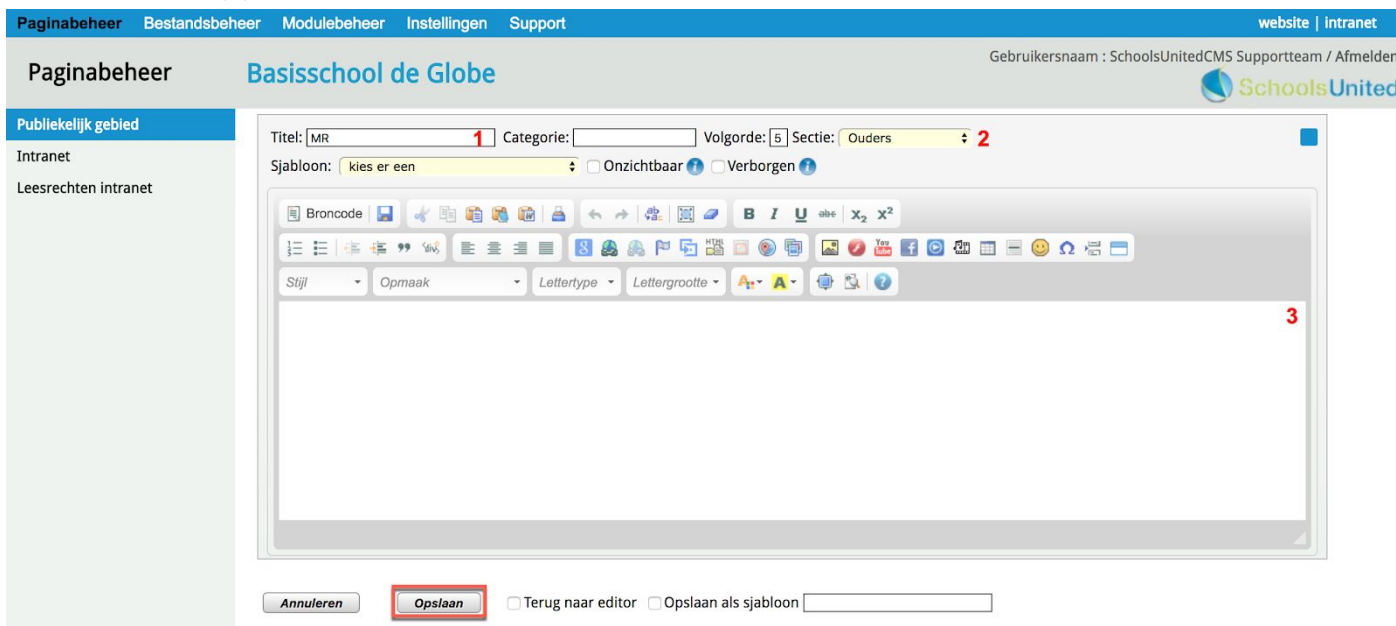 Paginabeheer Bestandsbeheer Modulebeheer Instellingen Support website | intranet
Gebruikersnaam : SchoolsUnitedCMS Supportteam / Afmelden
Paginabeheer Basisschool de Globe
SchoolsUnited
Publiekelijk gebied
Intranet
Leesrechten intranet
Titel: MR 1 Categorie: Volgorde: 5 Sectie: Ouders 2
Sjabloon: kies er een Onzichtbaar i Verborgen i
Broncode B I U abc X₂ X²
Stijl Opmaak Lettertype Lettergrootte A A ?
3
Annuleren Opslaan Terug naar editor Opslaan als sjabloon